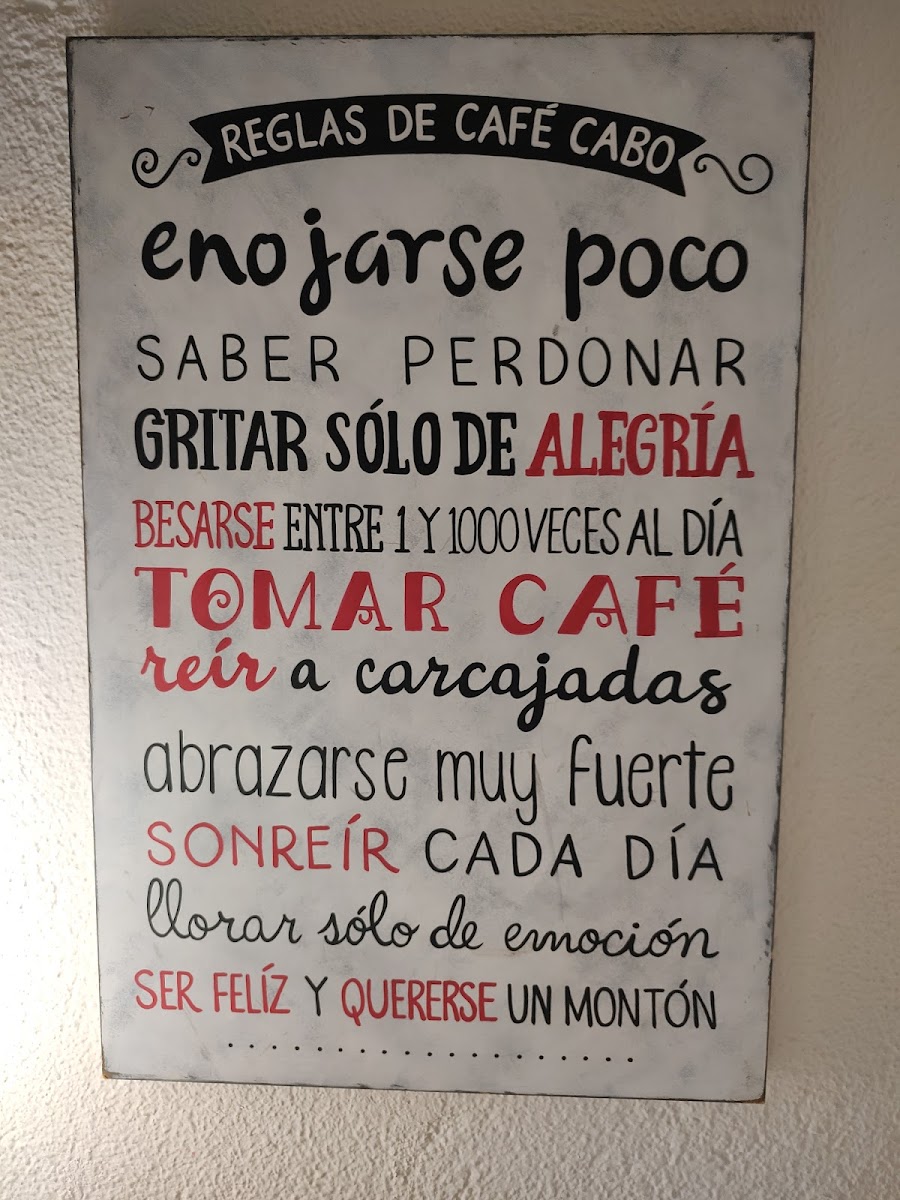 REGLAS DE CAFÉ CABO
enojarse poco
SABER PERDONAR
GRITAR SÓLO DE ALEGRÍA
BESARSE ENTRE 1 Y 1000 VECES AL DÍA
TOMAR CAFÉ
reír a carcajadas
abrazarse muy fuerte
SONREÍR CADA DÍA
llorar sólo de emoción
SER FELÍZ Y QUERERSE UN MONTÓN
...................